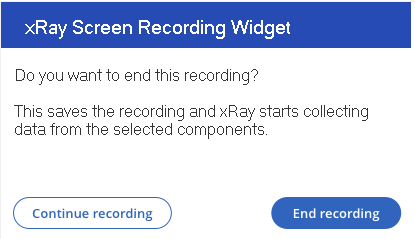 xRay Screen Recording Widget
Do you want to end this recording?
This saves the recording and xRay starts collecting
data from the selected components.
Continue recording
End recording